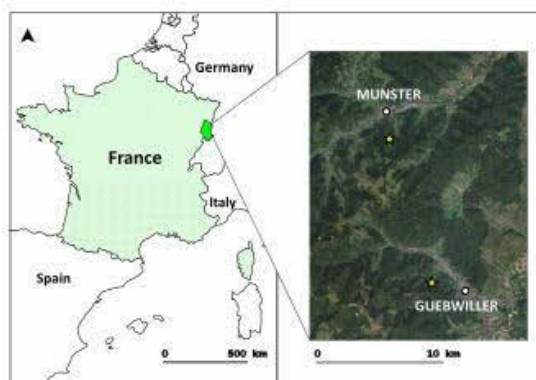 Germany
France
Italy
Spain
0 500 km
MUNSTER
GUEBWILLER
0 10 km